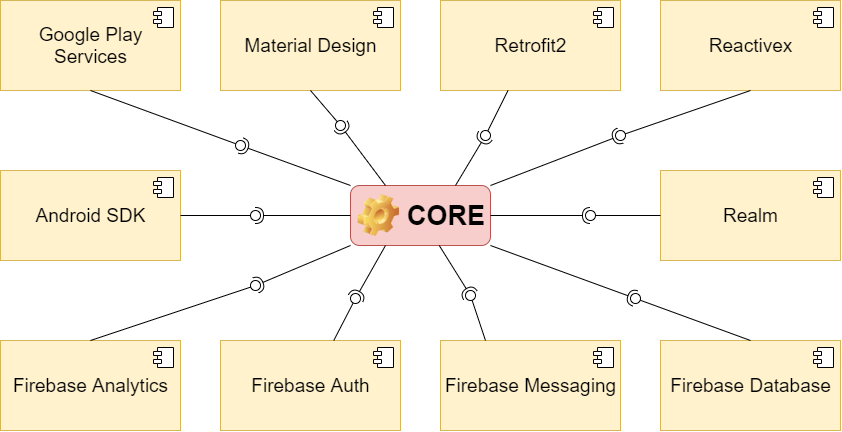 Google Play
Services
Material Design
Retrofit2
Reactivex
Android SDK
CORE
Realm
Firebase Analytics
Firebase Auth
Firebase Messaging
Firebase Database